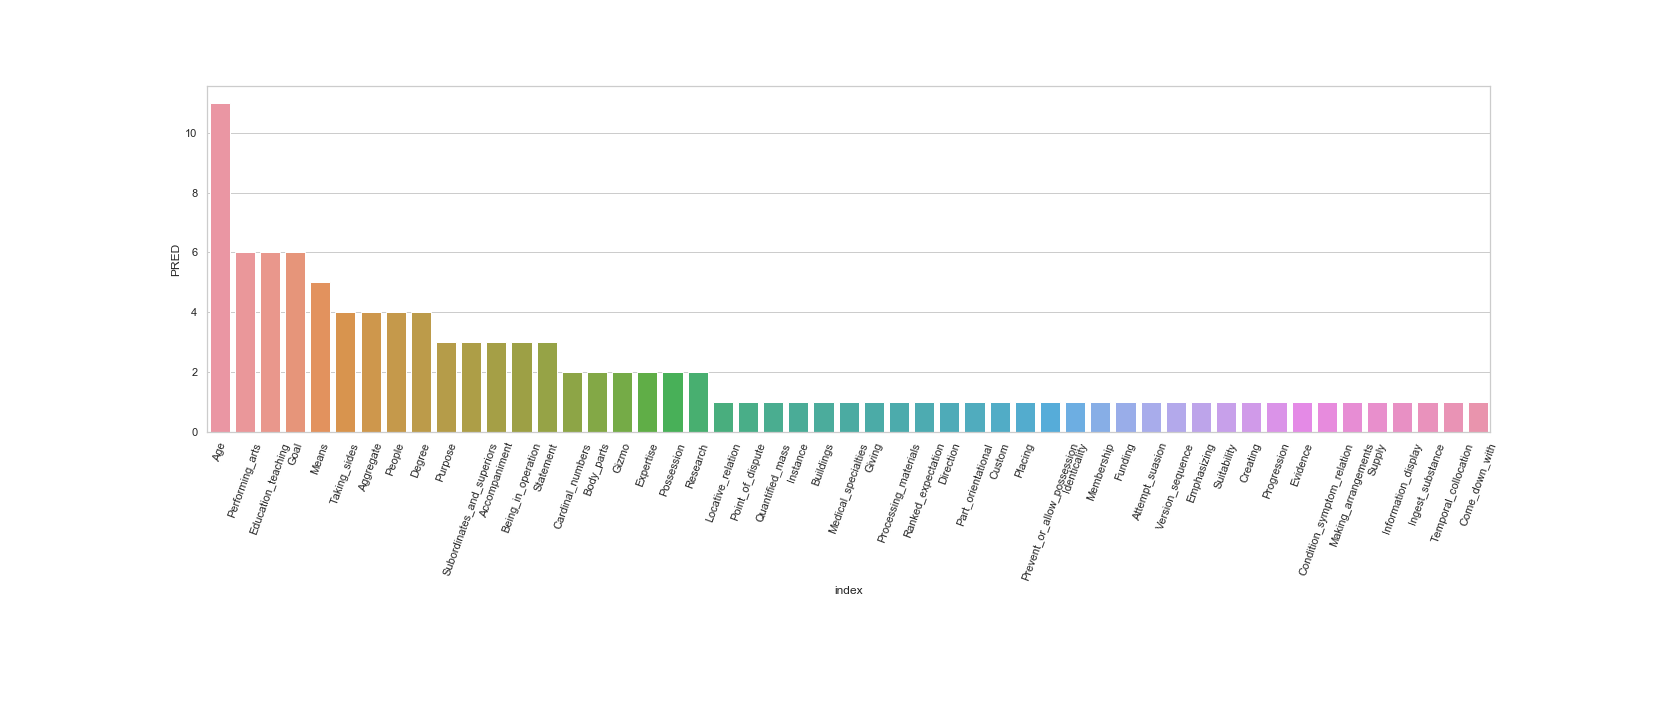 10
8
6
4
2
0
PRED
Age
Performing_arts
Education_teaching
Goal
Means
Taking_sides
Aggregate
People
Degree
Purpose
Subordinates_and_superiors
Accompaniment
Being_in_operation
Statement
Cardinal_numbers
Body_parts
Gizmo
Expertise
Possession
Research
Locative_relation
Point_of_dispute
Quantified_mass
Instance
Buildings
Medical_specialties
Giving
Processing_materials
Ranked_expectation
Direction
Part_orientational
Custom
Placing
Prevent_or_allow_possession
Identicality
Membership
Funding
Attempt_suasion
Version_sequence
Emphasizing
Suitability
Creating
Progression
Evidence
Condition_symptom_relation
Making_arrangements
Supply
Information_display
Ingest_substance
Temporal_collocation
Come_down_with
index